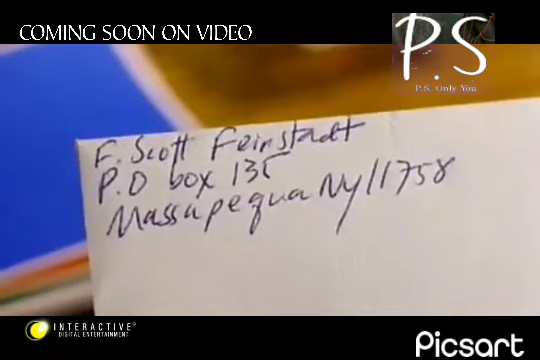 COMING SOON ON VIDEO
P.S
P.S. Only You
F. Scott Feinstadt
P.O box 135
Massapequa Ny 11758
INTERACTIVE®
DIGITAL ENTERTAINMENT
Picsart